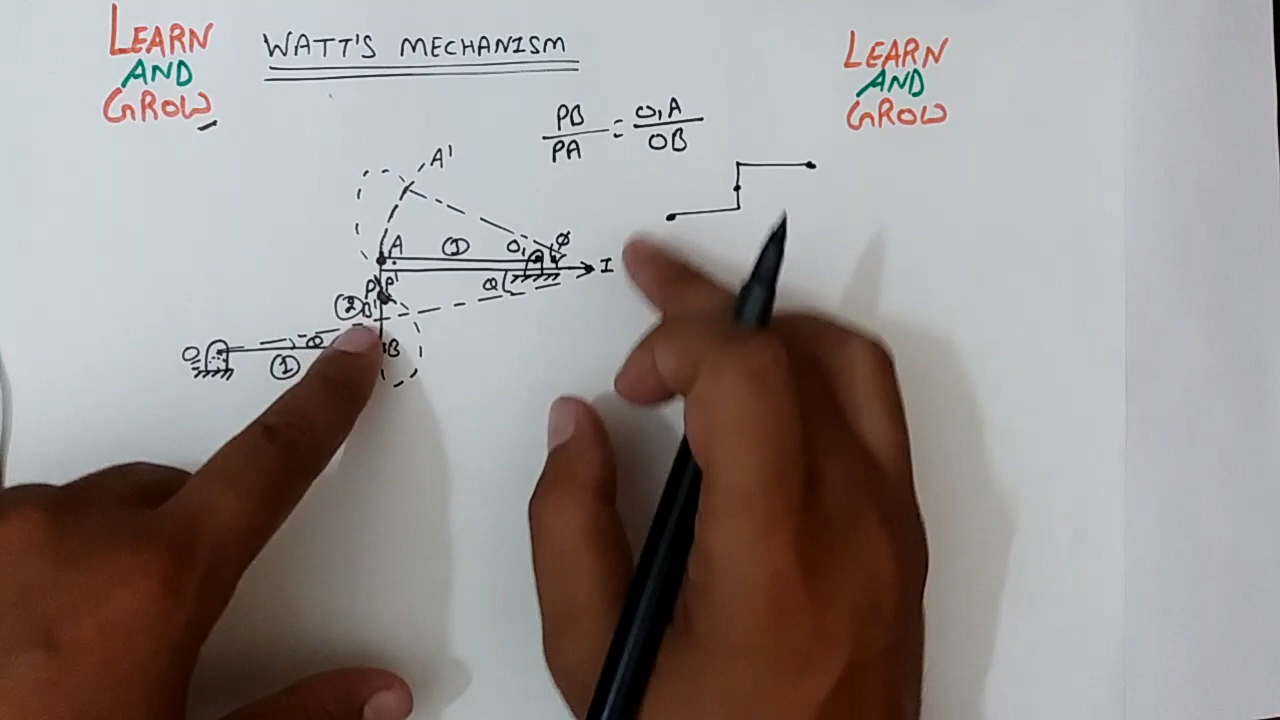 LEARN
AND
GROW
WATT'S MECHANISM
LEARN
AND
GROW
PB = O₁A
PA OB
A'
A
①
O₁
Ø
I
P
P'
Q
②
B'
O
θ
B
①